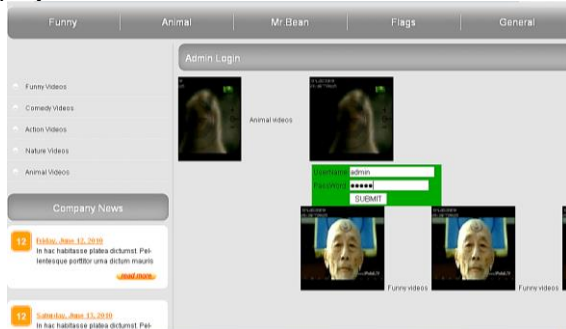 Funny
Animal
Mr.Bean
Flags
General
Admin Login
Funny Videos
Comedy Videos
Action Videos
Nature Videos
Animal Videos
Animal videos
UserName admin
PassWord
SUBMIT
Company News
12 Friday, June 12, 2010
In hac habitasse platea dictumst. Pel-
lentesque porttitor urna dictum mauris
read more
Funny videos
Funny videos
12 Saturday, June 13, 2010
In hac habitasse platea dictumst. Pel-